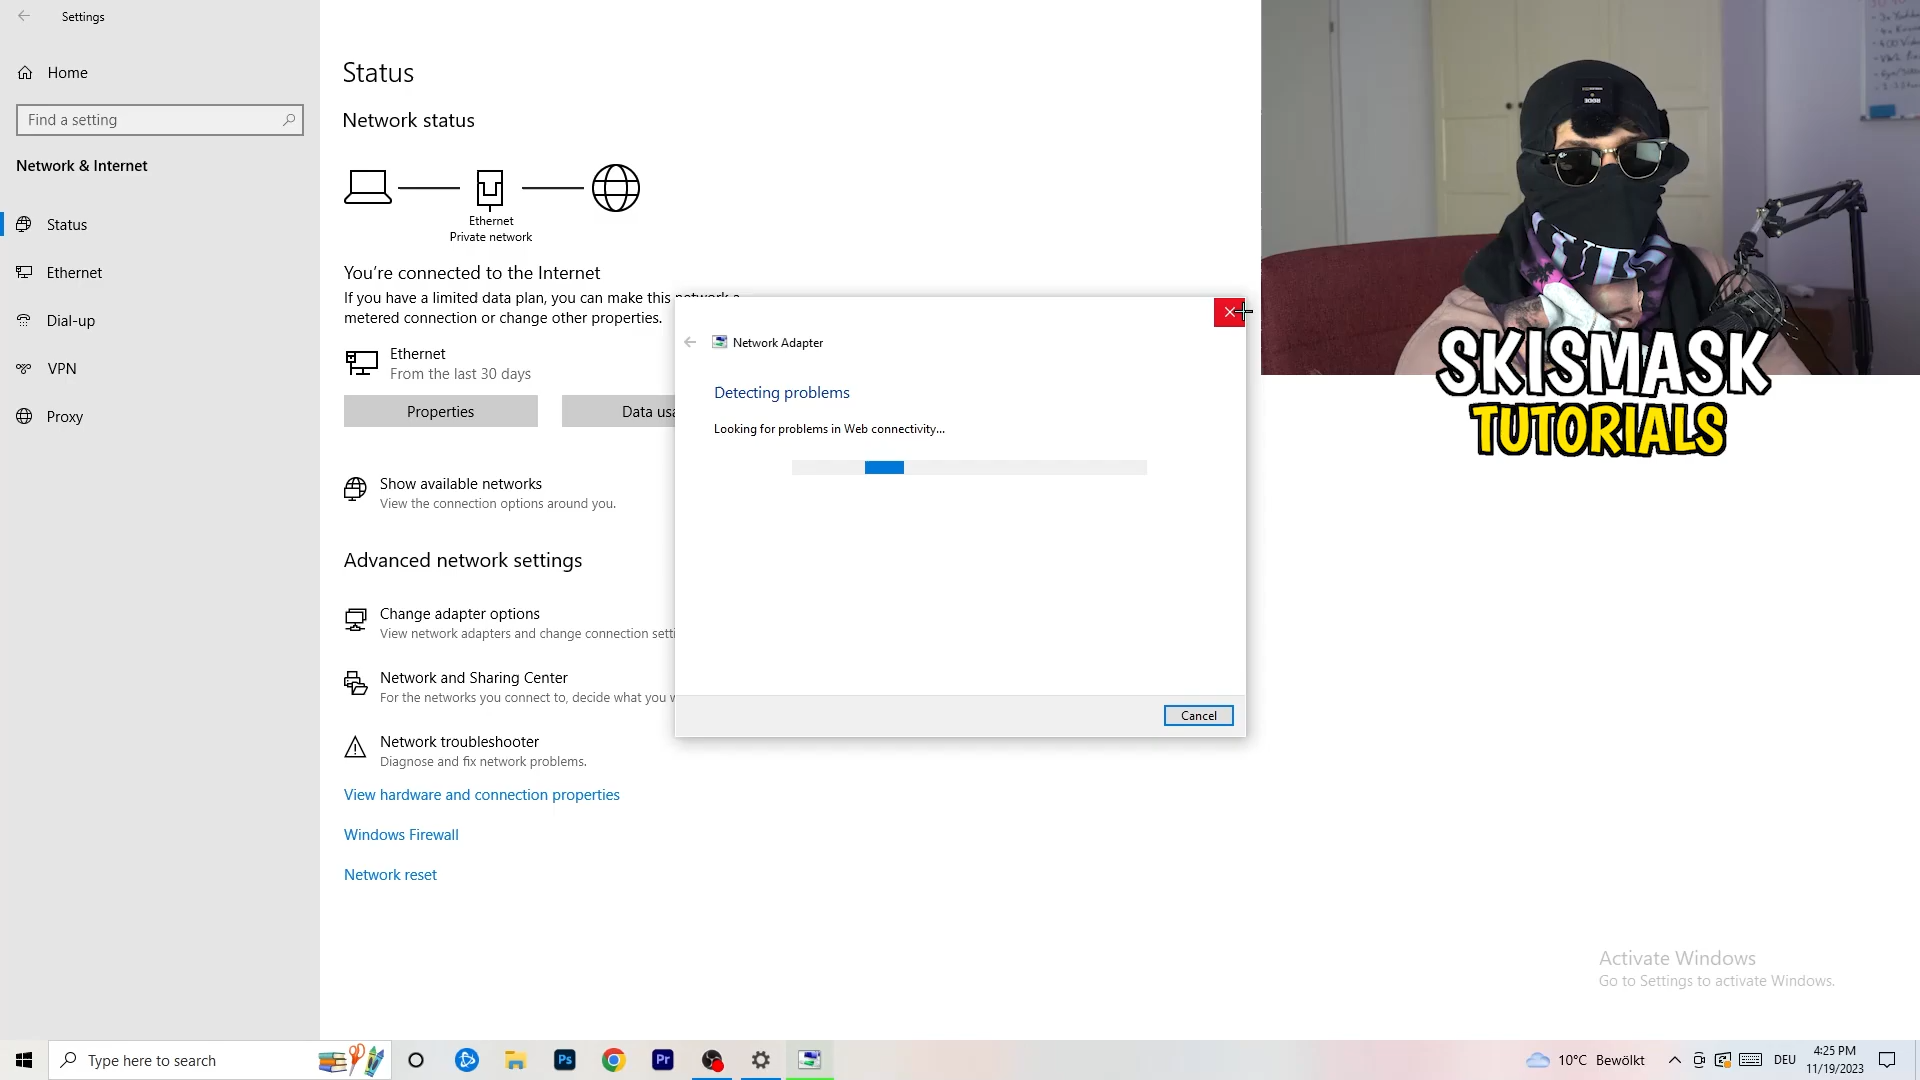 Settings
Home
Find a setting
Network & Internet
Status
Ethernet
Dial-up
VPN
Proxy
Status
Network status
Ethernet
Private network
You're connected to the Internet
If you have a limited data plan, you can make this network a
metered connection or change other properties.
Ethernet
From the last 30 days
Properties
Data usa
Show available networks
View the connection options around you.
Advanced network settings
Change adapter options
View network adapters and change connection setti
Network and Sharing Center
For the networks you connect to, decide what you w
Network troubleshooter
Diagnose and fix network problems.
View hardware and connection properties
Windows Firewall
Network reset
Network Adapter
Detecting problems
Looking for problems in Web connectivity...
Cancel
SKISMASK
TUTORIALS
Activate Windows
Go to Settings to activate Windows.
Type here to search
Ps
Pr
10°C Bewölkt
DEU
4:25 PM
11/19/2023